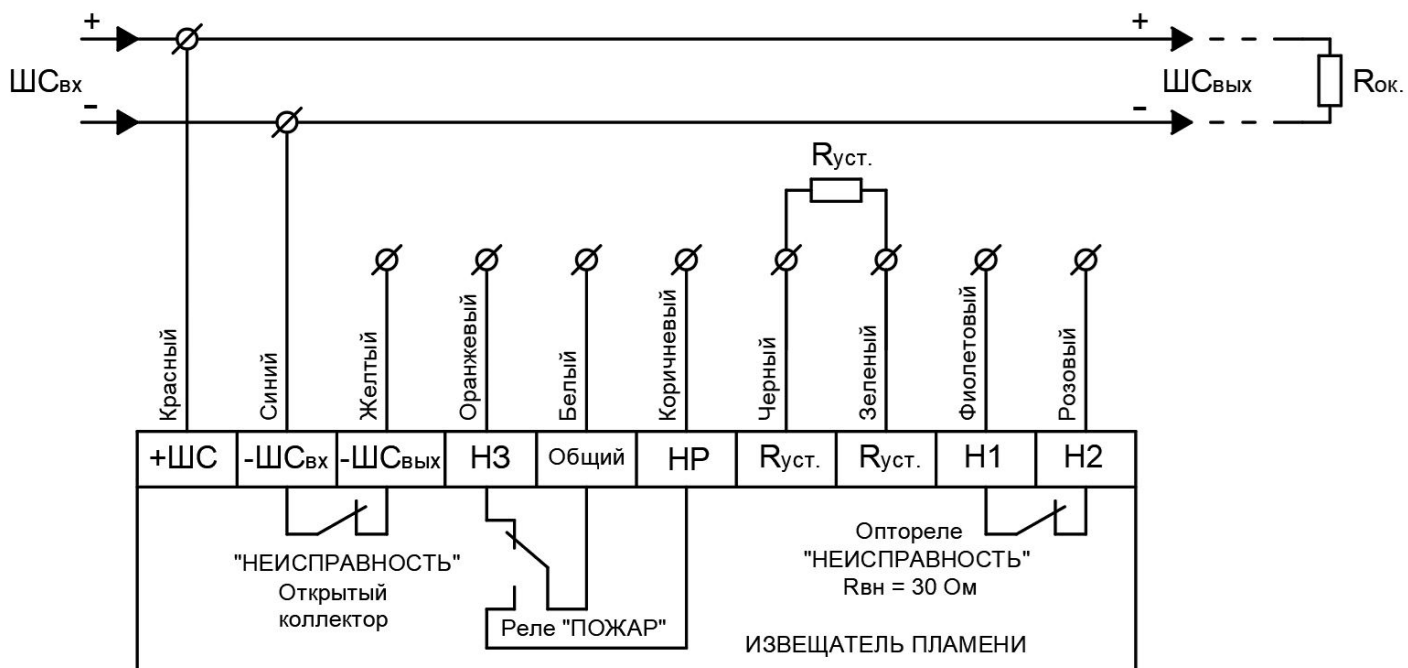 + +
ШСвх ШСвых Rок.
- -
Rуст.
Красный
Синий
Желтый
Оранжевый
Белый
Коричневый
Черный
Зеленый
Фиолетовый
Розовый
+ШС -ШСвх -ШСвых НЗ Общий НР Rуст. Rуст. Н1 Н2
"НЕИСПРАВНОСТЬ"
Открытый
коллектор
Реле "ПОЖАР"
Оптореле
"НЕИСПРАВНОСТЬ"
Rвн = 30 Ом
ИЗВЕЩАТЕЛЬ ПЛАМЕНИ